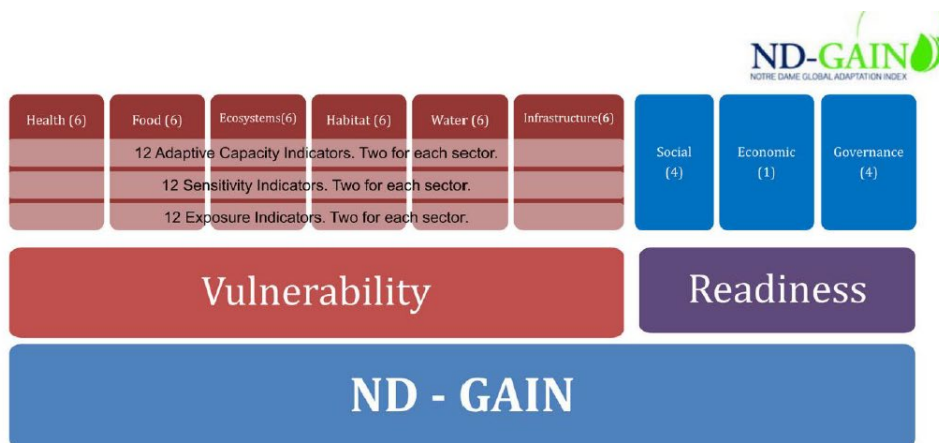 ND-GAIN
NOTRE DAME GLOBAL ADAPTATION INDEX
Health (6)
Food (6)
Ecosystems(6)
Habitat (6)
Water (6)
Infrastructure(6)
12 Adaptive Capacity Indicators. Two for each sector.
12 Sensitivity Indicators. Two for each sector.
12 Exposure Indicators. Two for each sector.
Social
(4)
Economic
(1)
Governance
(4)
Vulnerability
Readiness
ND - GAIN